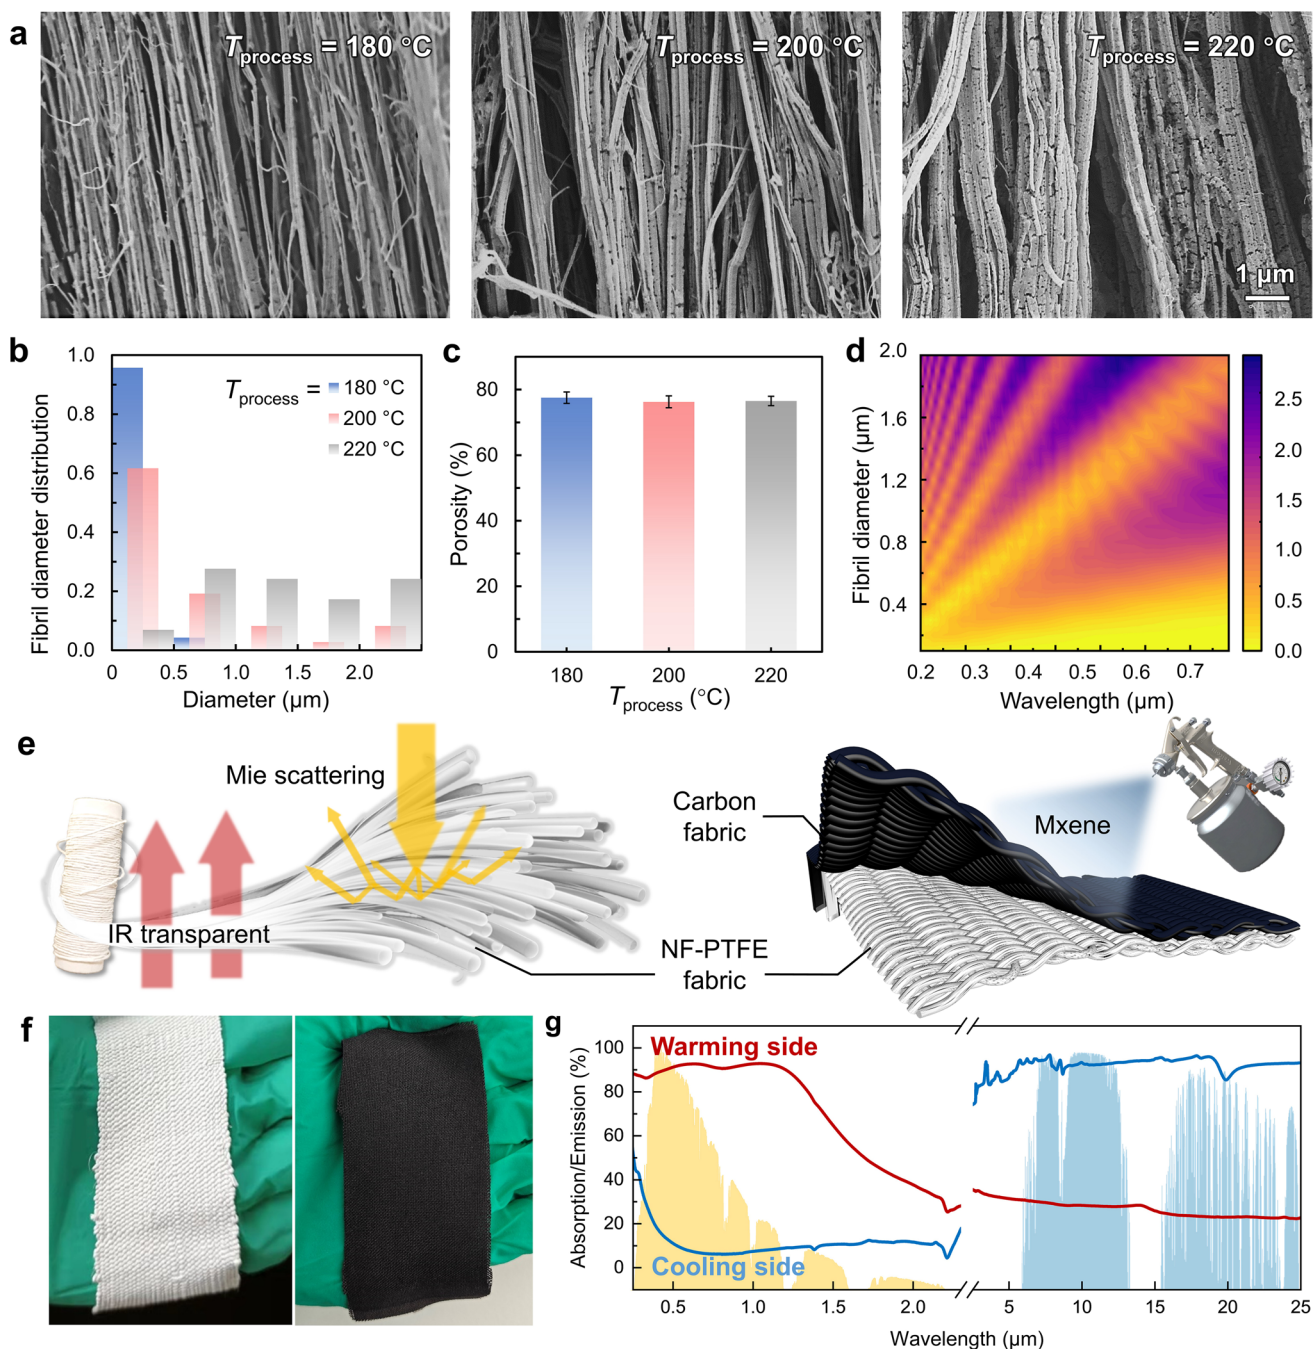 a
Tprocess = 180 °C
Tprocess = 200 °C
Tprocess = 220 °C
1 µm
b
Fibril diameter distribution
1.0
0.8
0.6
0.4
0.2
0.0
Tprocess =
180 °C
200 °C
220 °C
0
0.5
1.0
1.5
2.0
Diameter (µm)
c
Porosity (%)
80
60
40
20
0
180
200
220
Tprocess (°C)
d
Fibril diameter (µm)
2.0
1.6
1.2
0.8
0.4
0.2
0.3
0.4
0.5
0.6
0.7
Wavelength (µm)
2.5
2.0
1.5
1.0
0.5
0.0
e
Mie scattering
IR transparent
NF-PTFE
fabric
Carbon
fabric
Mxene
f
g
Absorption/Emission (%)
100
80
60
40
20
0
Warming side
Cooling side
0.5
1.0
1.5
2.0
5
10
15
20
25
Wavelength (µm)